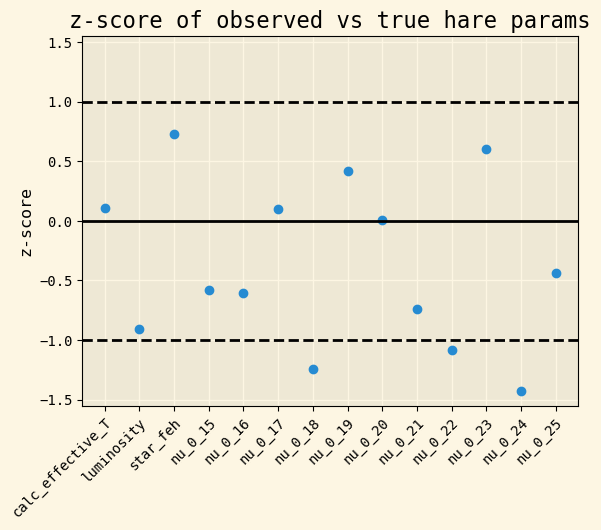 z-score of observed vs true hare params
z-score
1.5
1.0
0.5
0.0
−0.5
−1.0
−1.5
calc_effective_T
luminosity
star_feh
nu_0_15
nu_0_16
nu_0_17
nu_0_18
nu_0_19
nu_0_20
nu_0_21
nu_0_22
nu_0_23
nu_0_24
nu_0_25